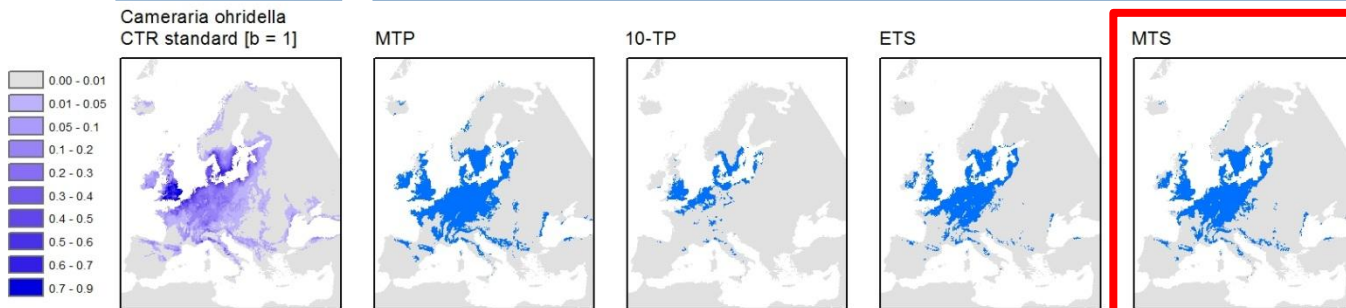 Cameraria ohridella
CTR standard [b = 1]
MTP
10-TP
ETS
MTS
0.00 - 0.01
0.01 - 0.05
0.05 - 0.1
0.1 - 0.2
0.2 - 0.3
0.3 - 0.4
0.4 - 0.5
0.5 - 0.6
0.6 - 0.7
0.7 - 0.9